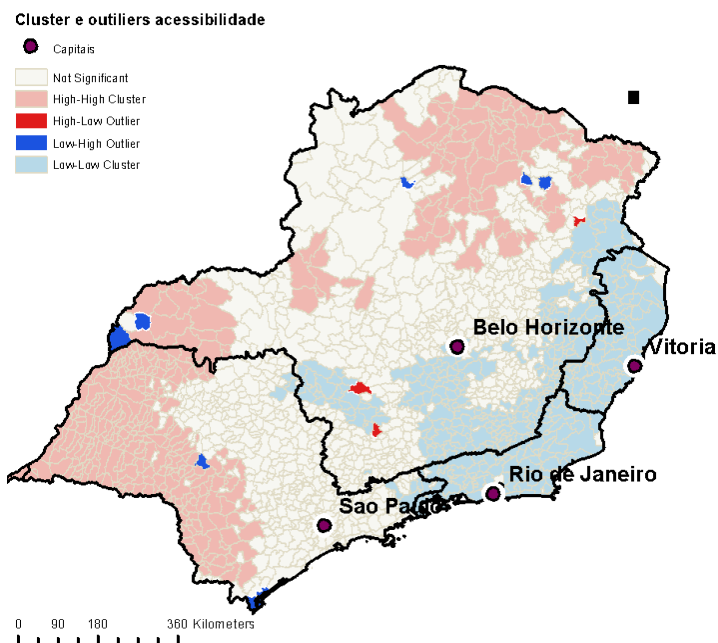 Cluster e outiliers acessibilidade
Capitais
Not Significant
High-High Cluster
High-Low Outlier
Low-High Outlier
Low-Low Cluster
Belo Horizonte
Vitoria
Rio de Janeiro
Sao Paulo
0 90 180 360 Kilometers